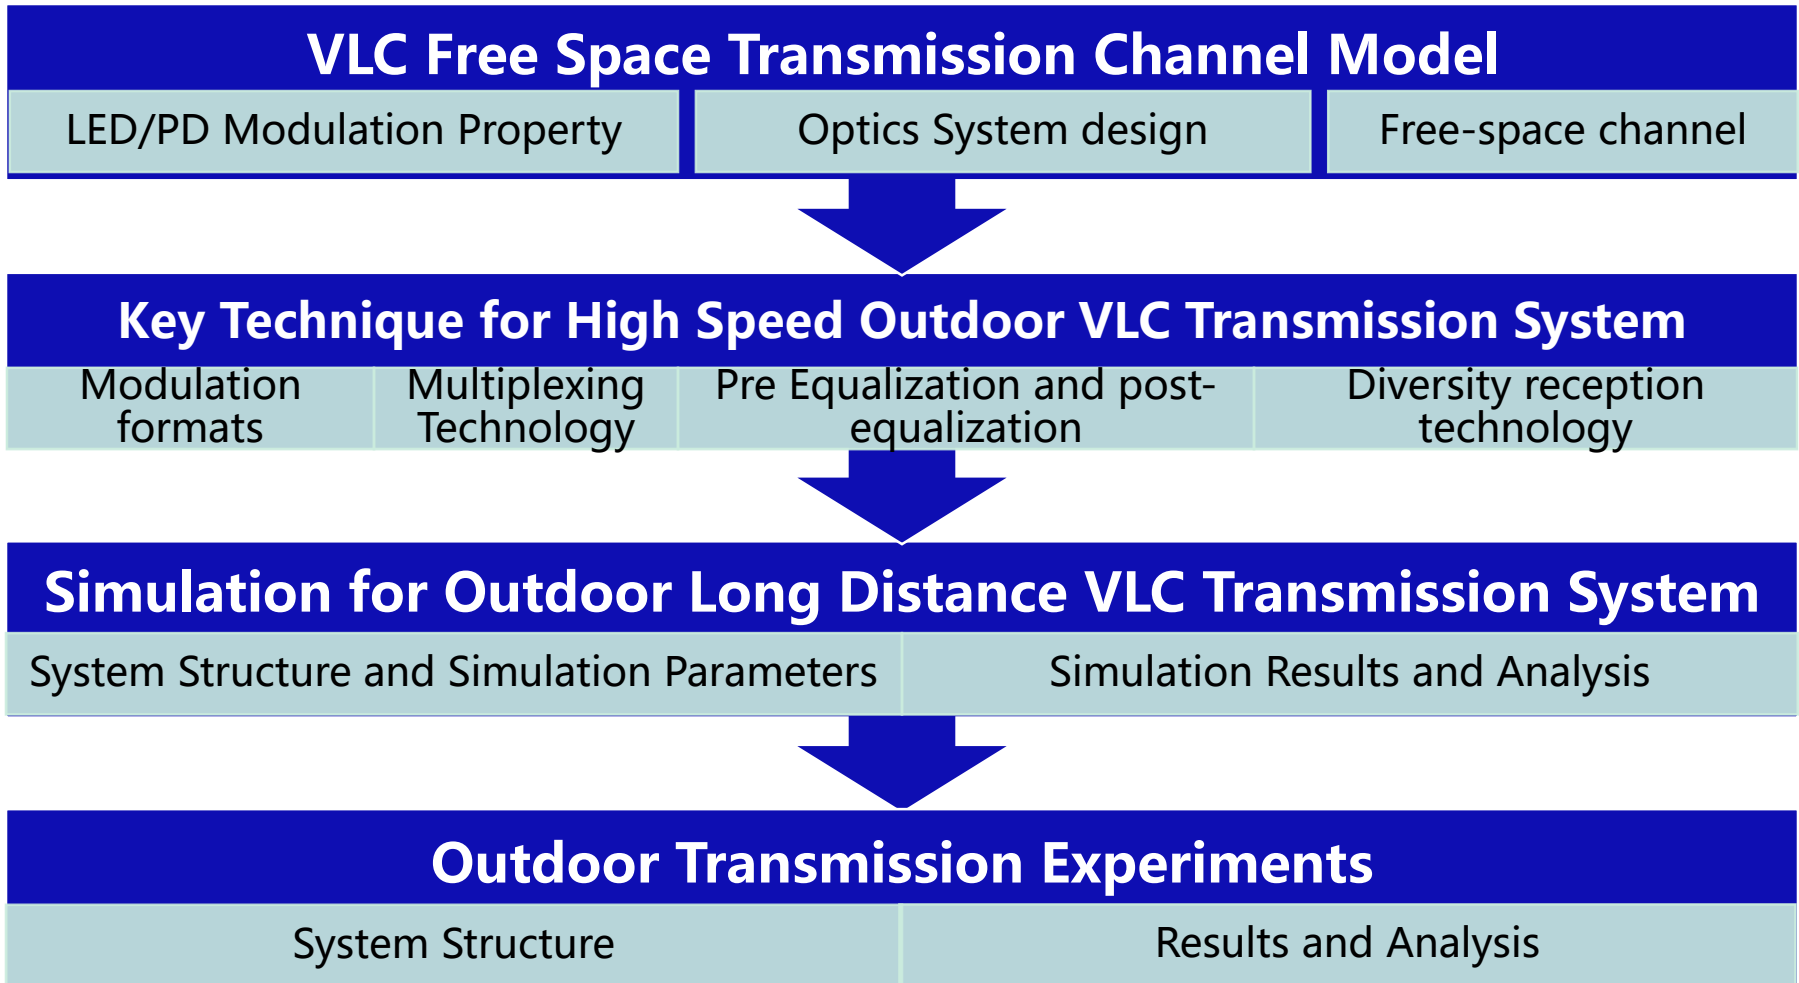 VLC Free Space Transmission Channel Model
LED/PD Modulation Property
Optics System design
Free-space channel
Key Technique for High Speed Outdoor VLC Transmission System
Modulation
formats
Multiplexing
Technology
Pre Equalization and post-
equalization
Diversity reception
technology
Simulation for Outdoor Long Distance VLC Transmission System
System Structure and Simulation Parameters
Simulation Results and Analysis
Outdoor Transmission Experiments
System Structure
Results and Analysis